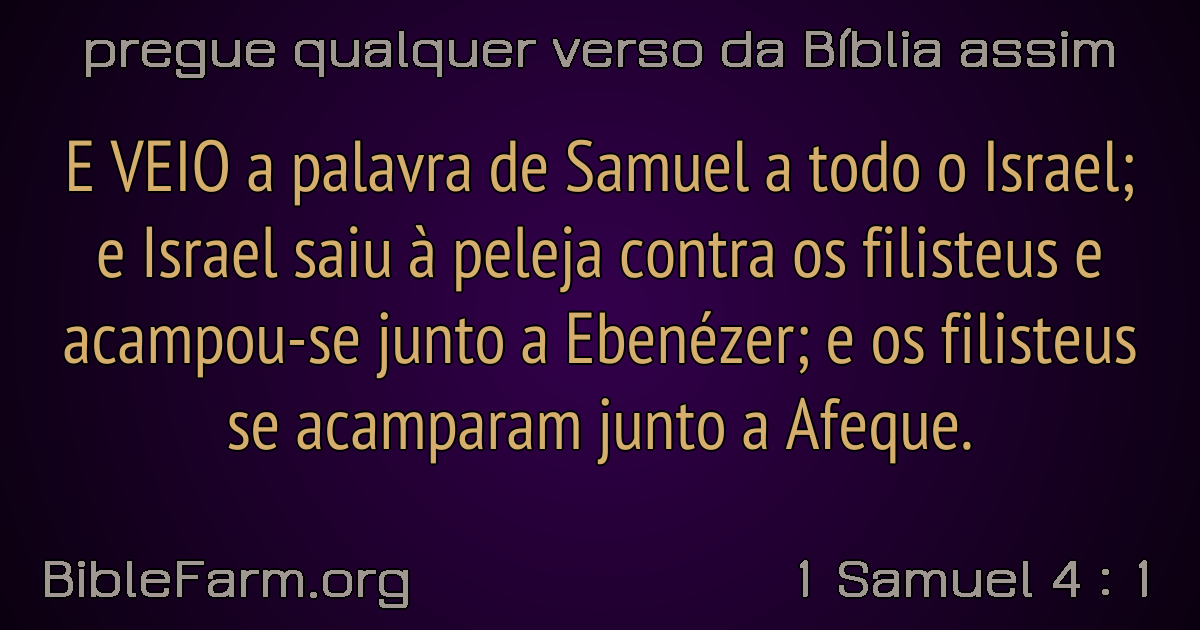 pregue qualquer verso da Bíblia assim
E VEIO a palavra de Samuel a todo o Israel;
e Israel saiu à peleja contra os filisteus e
acampou-se junto a Ebenézer; e os filisteus
se acamparam junto a Afeque.
BibleFarm.org
1 Samuel 4 : 1